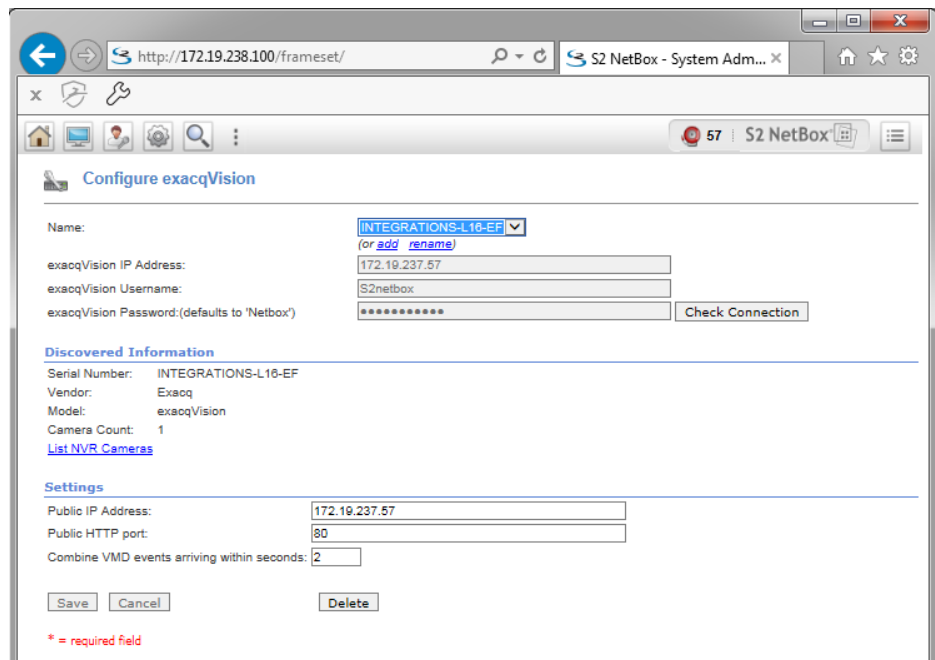 http://172.19.238.100/frameset/
S2 NetBox - System Adm...
57 S2 NetBox
Configure exacqVision
Name: INTEGRATIONS-L16-EF
(or add rename)
exacqVision IP Address: 172.19.237.57
exacqVision Username: S2netbox
exacqVision Password:(defaults to 'Netbox') ●●●●●●●●●●● Check Connection
Discovered Information
Serial Number: INTEGRATIONS-L16-EF
Vendor: Exacq
Model: exacqVision
Camera Count: 1
List NVR Cameras
Settings
Public IP Address: 172.19.237.57
Public HTTP port: 80
Combine VMD events arriving within seconds: 2
Save Cancel Delete
* = required field